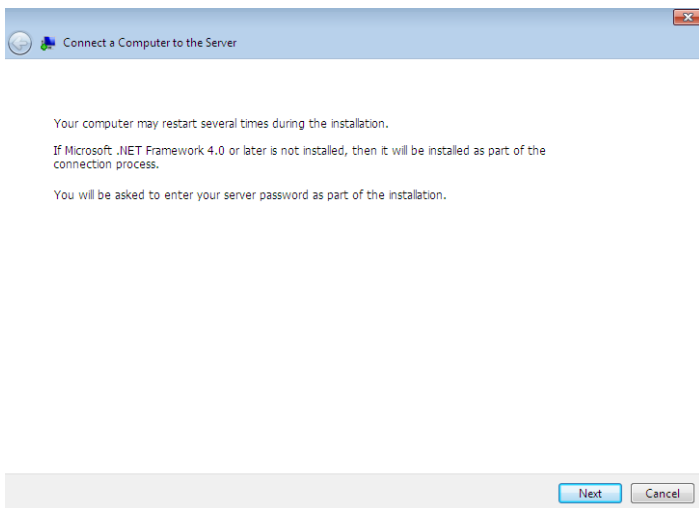 Connect a Computer to the Server
Your computer may restart several times during the installation.
If Microsoft .NET Framework 4.0 or later is not installed, then it will be installed as part of the
connection process.
You will be asked to enter your server password as part of the installation.
Next Cancel